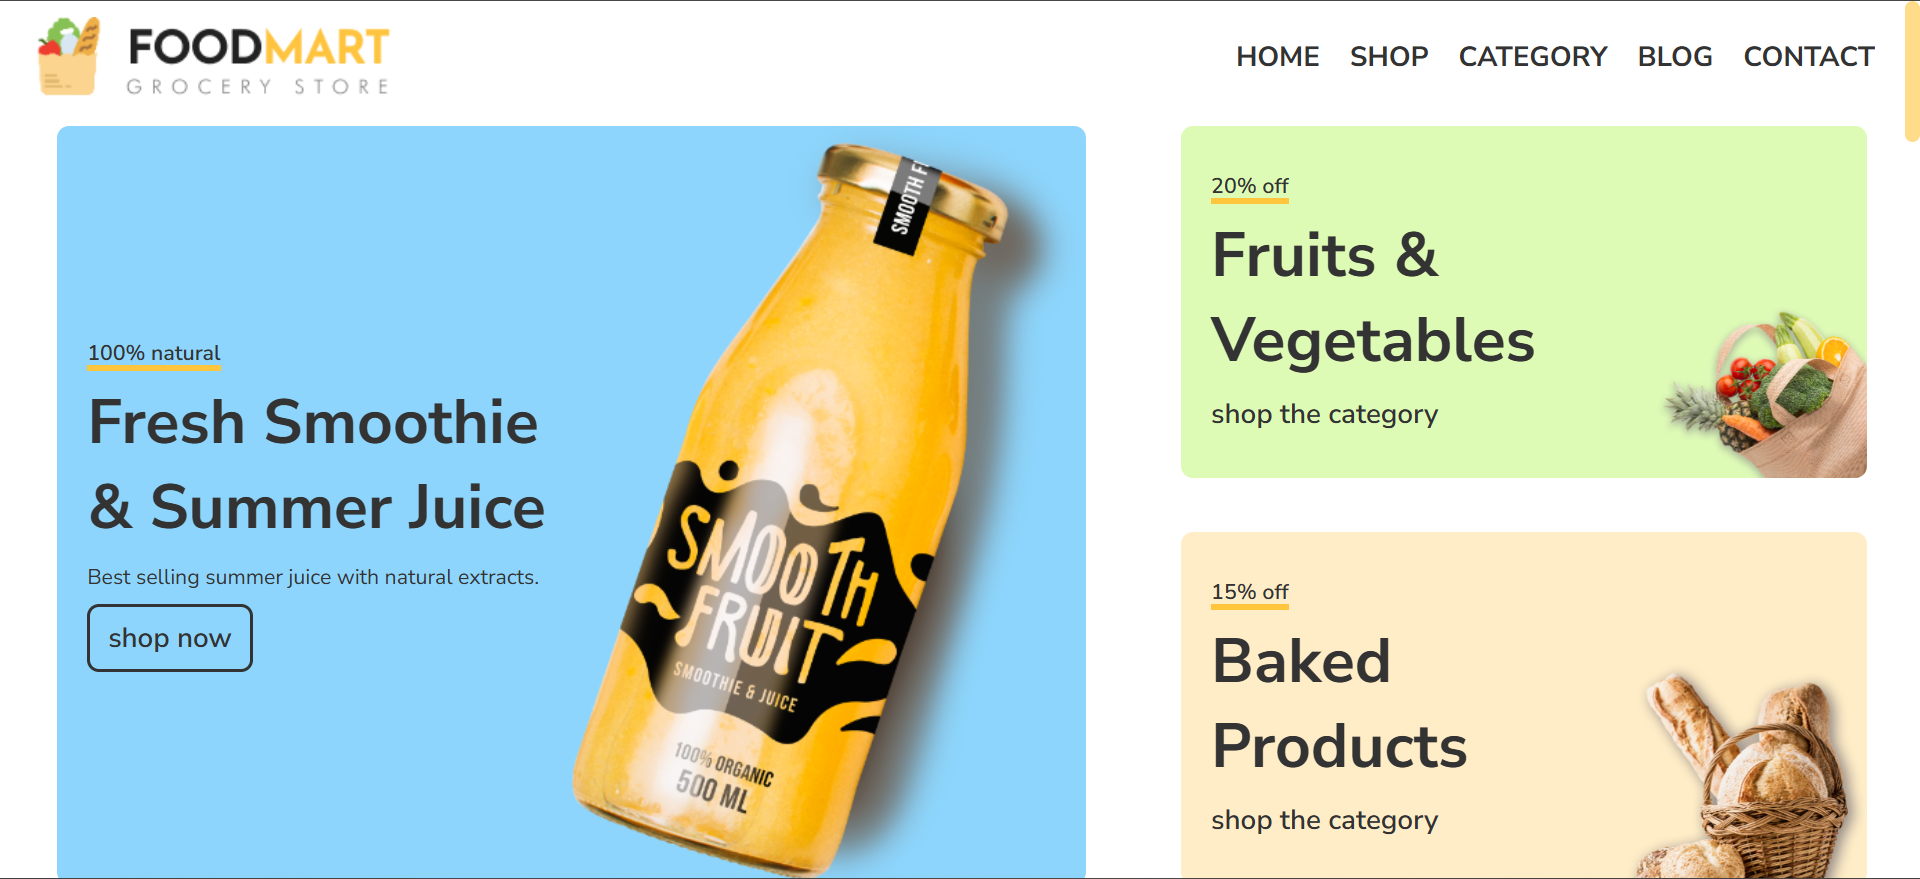 FOODMART
GROCERY STORE
HOME SHOP CATEGORY BLOG CONTACT
100% natural
Fresh Smoothie
& Summer Juice
Best selling summer juice with natural extracts.
shop now
SMOOTH F
SMOOTH
FRUIT
SMOOTHIE & JUICE
100% ORGANIC
500 ML
20% off
Fruits &
Vegetables
shop the category
15% off
Baked
Products
shop the category